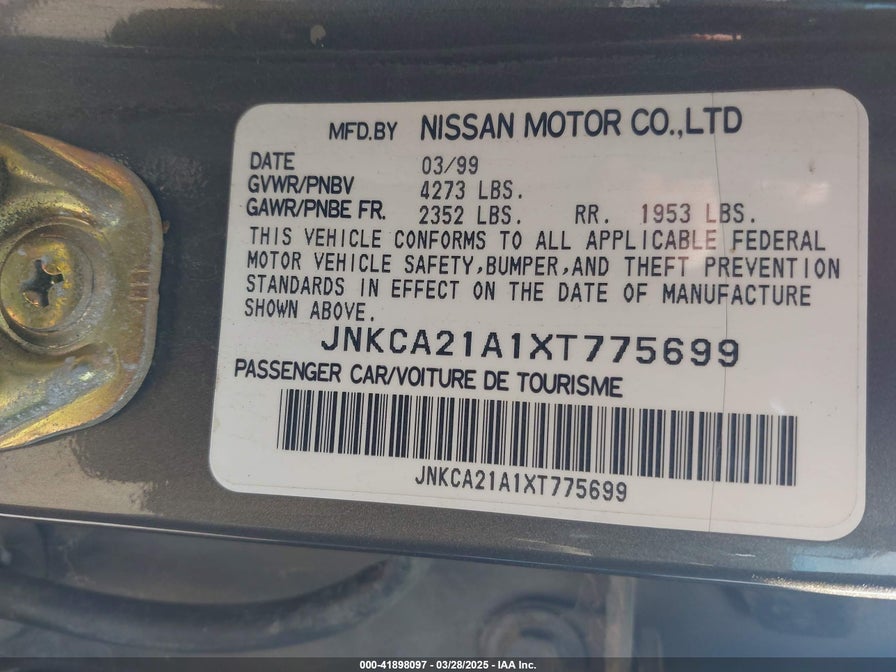 MFD.BY NISSAN MOTOR CO.,LTD
DATE 03/99
GVWR/PNBV 4273 LBS.
GAWR/PNBE FR. 2352 LBS. RR. 1953 LBS.
THIS VEHICLE CONFORMS TO ALL APPLICABLE FEDERAL
MOTOR VEHICLE SAFETY,BUMPER,AND THEFT PREVENTION
STANDARDS IN EFFECT ON THE DATE OF MANUFACTURE
SHOWN ABOVE.
JNKCA21A1XT775699
PASSENGER CAR/VOITURE DE TOURISME
JNKCA21A1XT775699
000-41898097 | 03/28/2025 - IAA Inc.